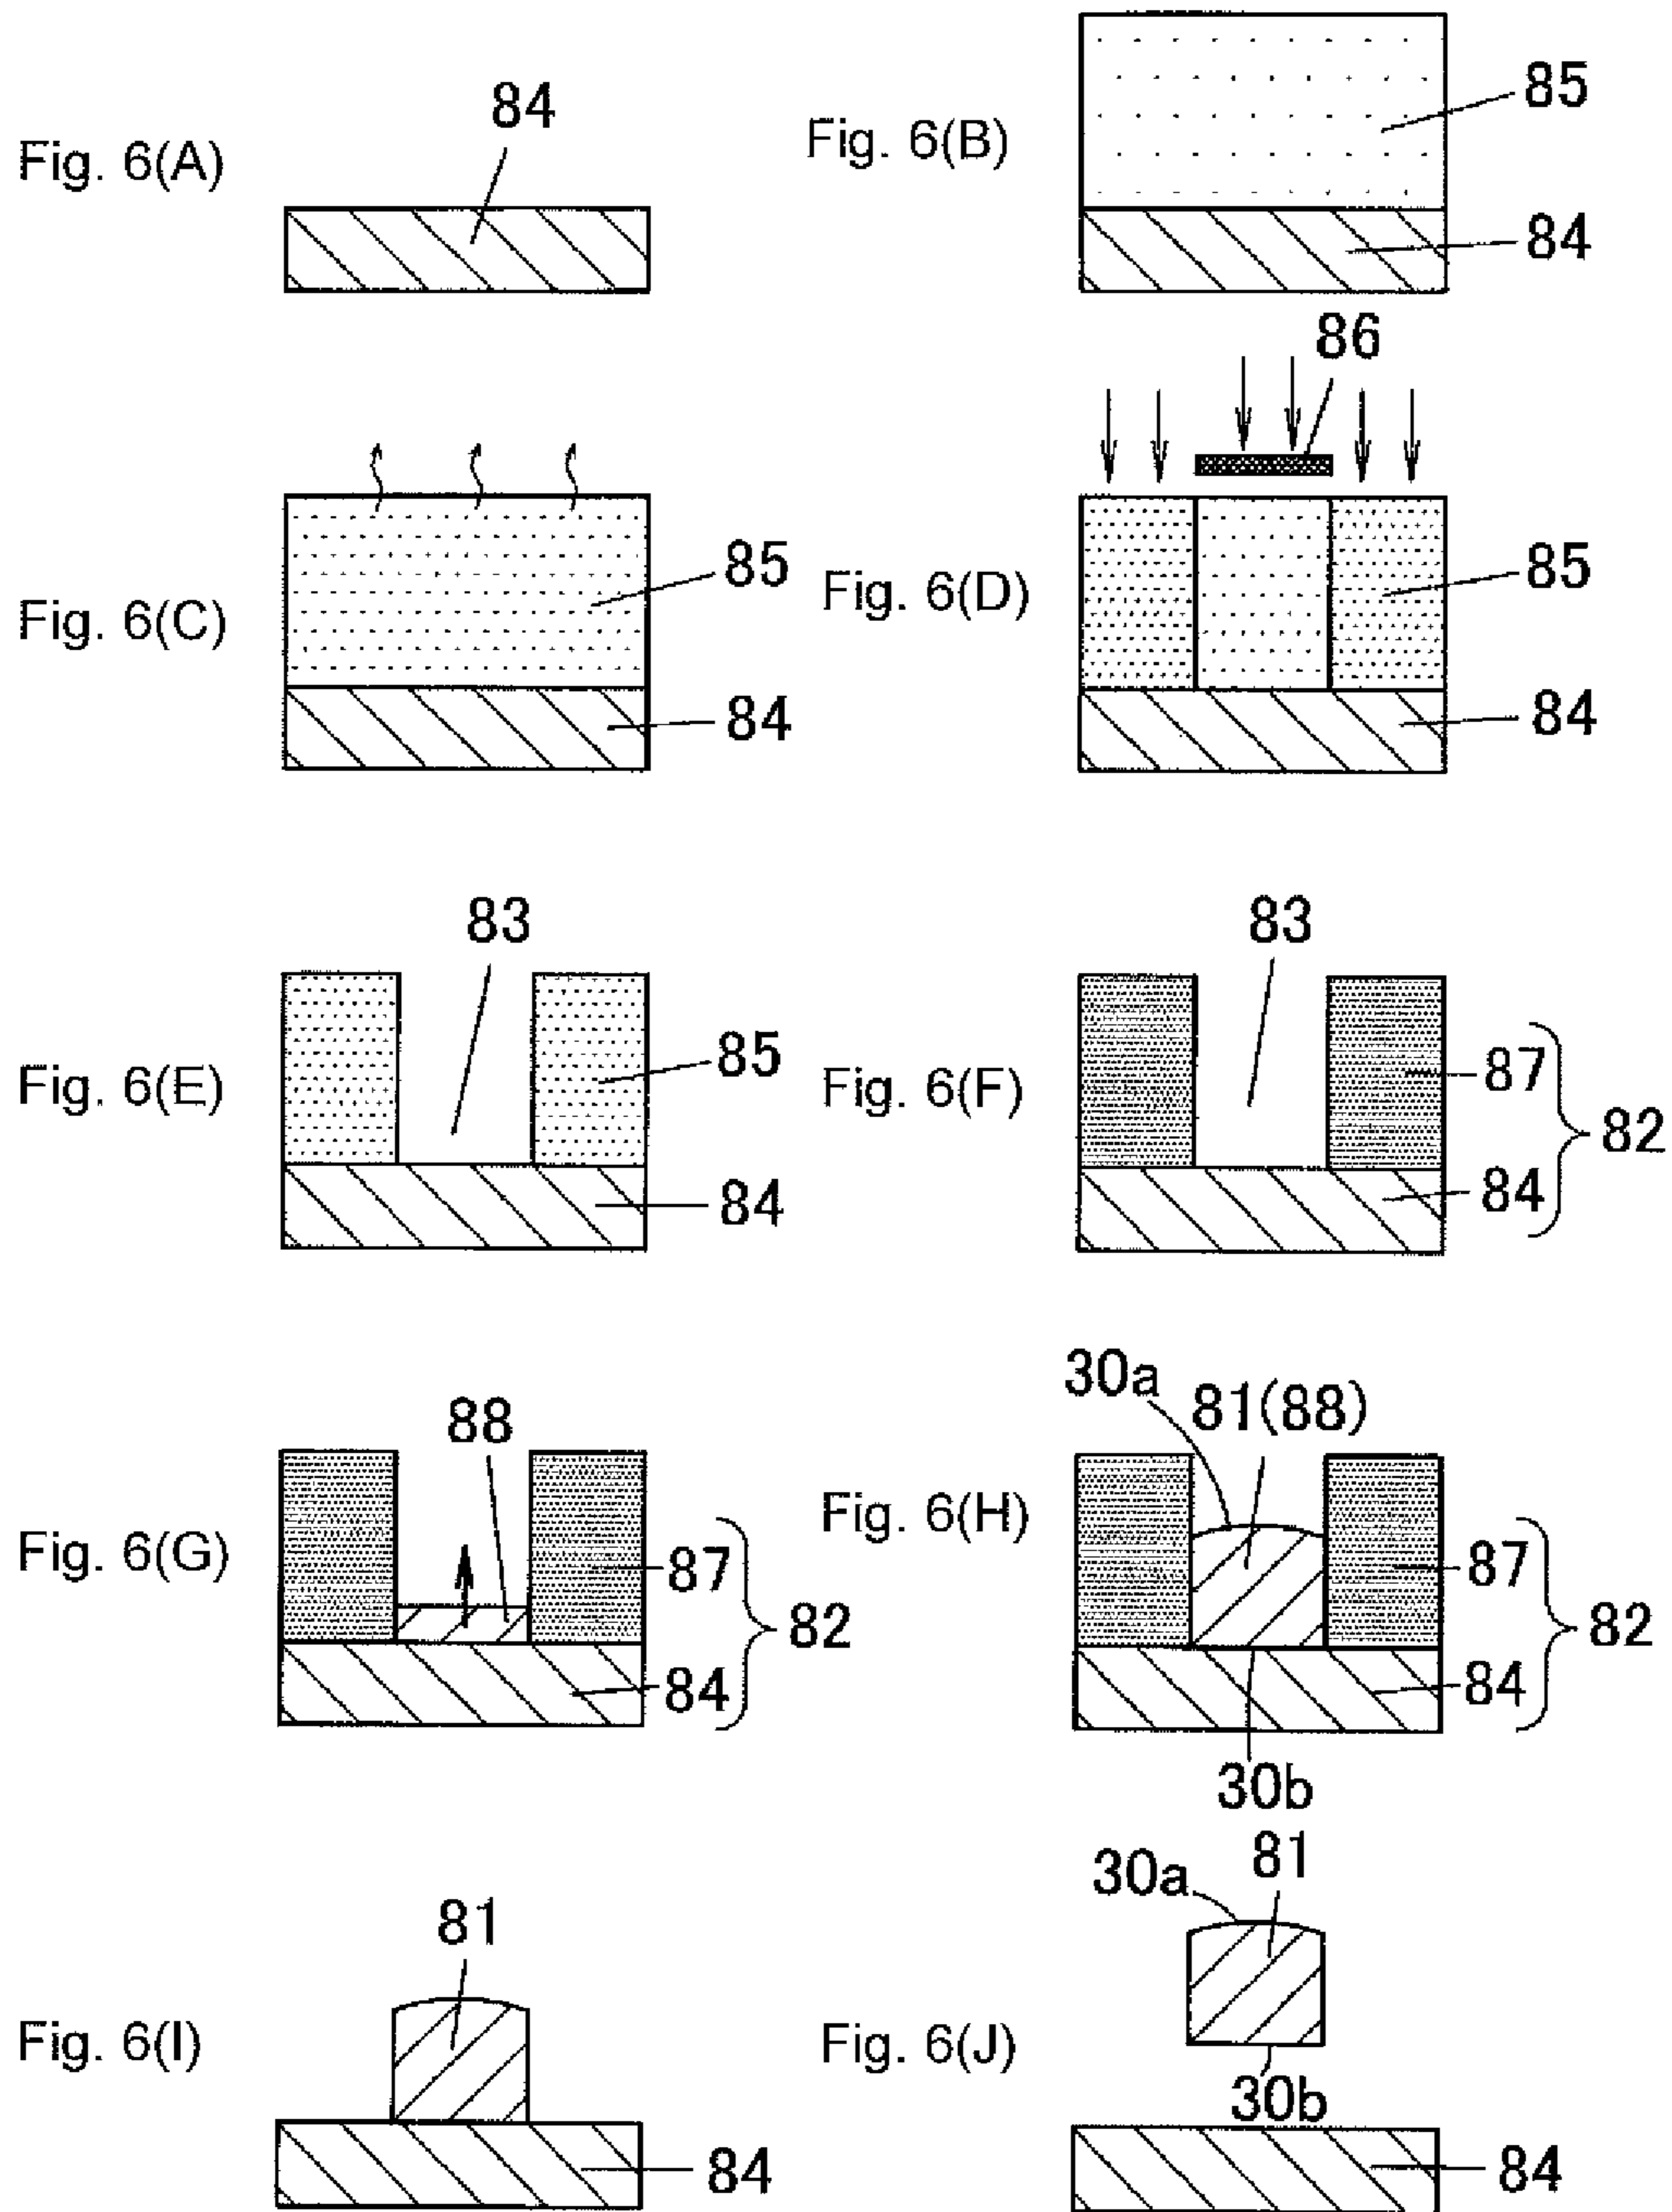 Fig. 6(A)
84
Fig. 6(B)
85
84
Fig. 6(C)
85
84
Fig. 6(D)
86
85
84
Fig. 6(E)
83
85
84
Fig. 6(F)
83
87
84
82
Fig. 6(G)
88
87
84
82
Fig. 6(H)
30a
81(88)
87
84
82
30b
Fig. 6(I)
81
84
Fig. 6(J)
30a
81
30b
84